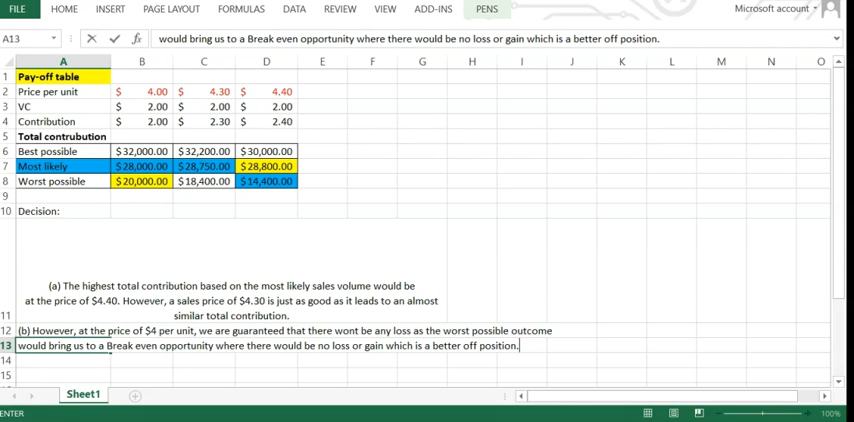 FILE HOME INSERT PAGE LAYOUT FORMULAS DATA REVIEW VIEW ADD-INS PENS Microsoft account
A13 fx would bring us to a Break even opportunity where there would be no loss or gain which is a better off position.
A B C D E F G H I J K L M N O
1 Pay-off table
2 Price per unit $ 4.00 $ 4.30 $ 4.40
3 VC $ 2.00 $ 2.00 $ 2.00
4 Contribution $ 2.00 $ 2.30 $ 2.40
5 Total contrubution
6 Best possible $32,000.00 $32,200.00 $30,000.00
7 Most likely $28,000.00 $28,750.00 $28,800.00
8 Worst possible $20,000.00 $18,400.00 $14,400.00
9
10 Decision:
(a) The highest total contribution based on the most likely sales volume would be
at the price of $4.40. However, a sales price of $4.30 is just as good as it leads to an almost
11 similar total contribution.
12 (b) However, at the price of $4 per unit, we are guaranteed that there wont be any loss as the worst possible outcome
13 would bring us to a Break even opportunity where there would be no loss or gain which is a better off position.
14
15
Sheet1
ENTER 100%